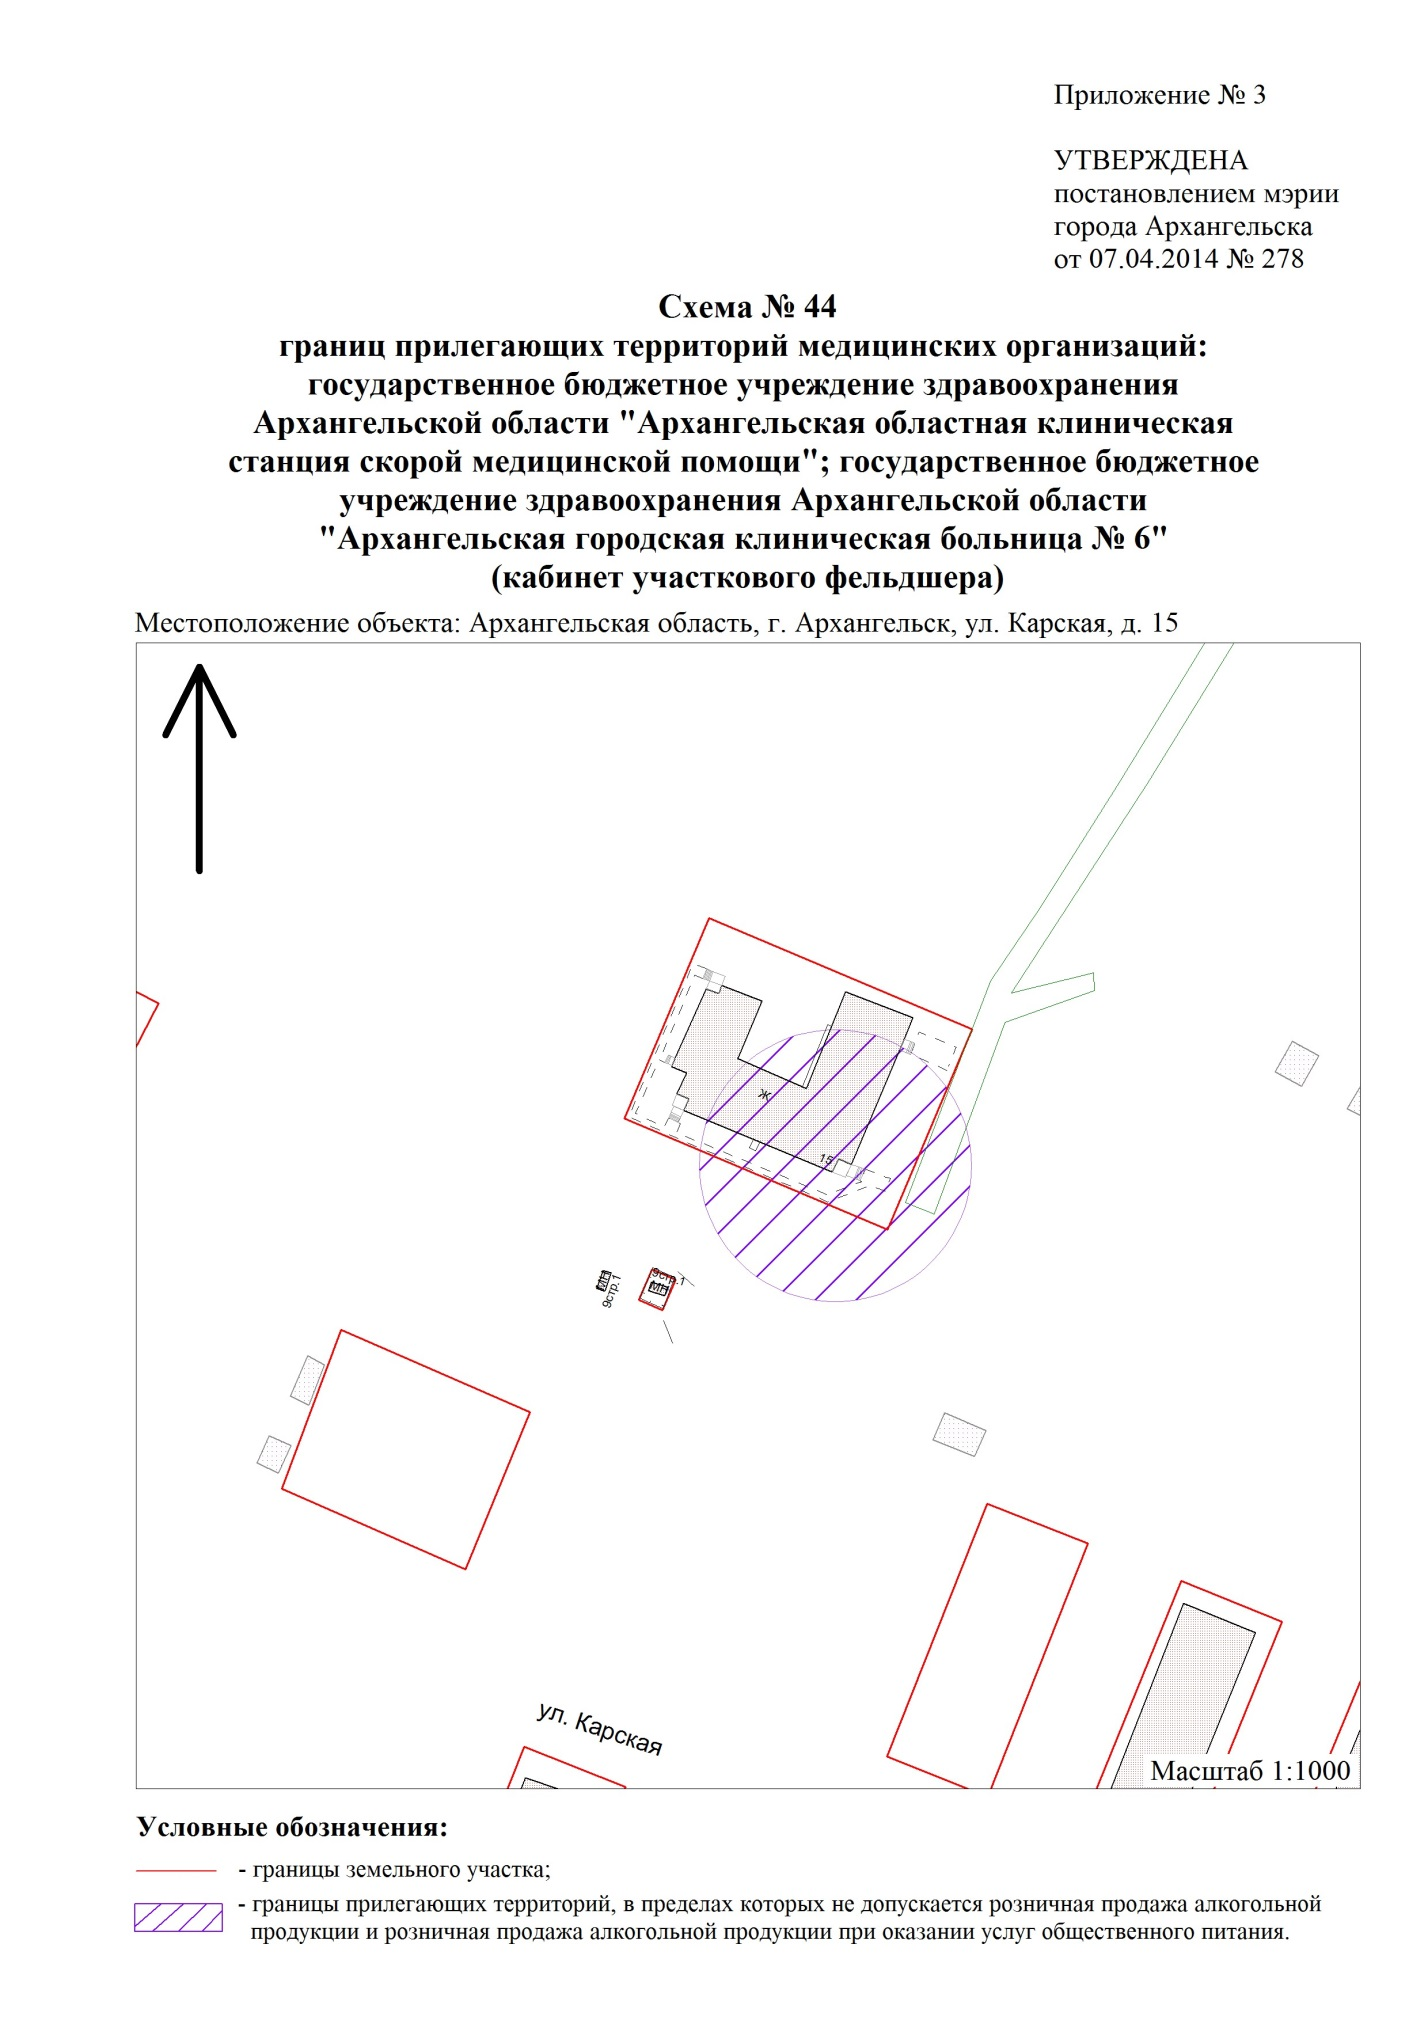 Приложение № 3
УТВЕРЖДЕНА
постановлением мэрии
города Архангельска
от 07.04.2014 № 278
Схема № 44
границ прилегающих территорий медицинских организаций:
государственное бюджетное учреждение здравоохранения
Архангельской области "Архангельская областная клиническая
станция скорой медицинской помощи"; государственное бюджетное
учреждение здравоохранения Архангельской области
"Архангельская городская клиническая больница № 6"
(кабинет участкового фельдшера)
Местоположение объекта: Архангельская область, г. Архангельск, ул. Карская, д. 15
Ж
15
МН
9стр.1
9стр.1
МН
ул. Карская
Масштаб 1:1000
Условные обозначения:
- границы земельного участка;
- границы прилегающих территорий, в пределах которых не допускается розничная продажа алкогольной
продукции и розничная продажа алкогольной продукции при оказании услуг общественного питания.